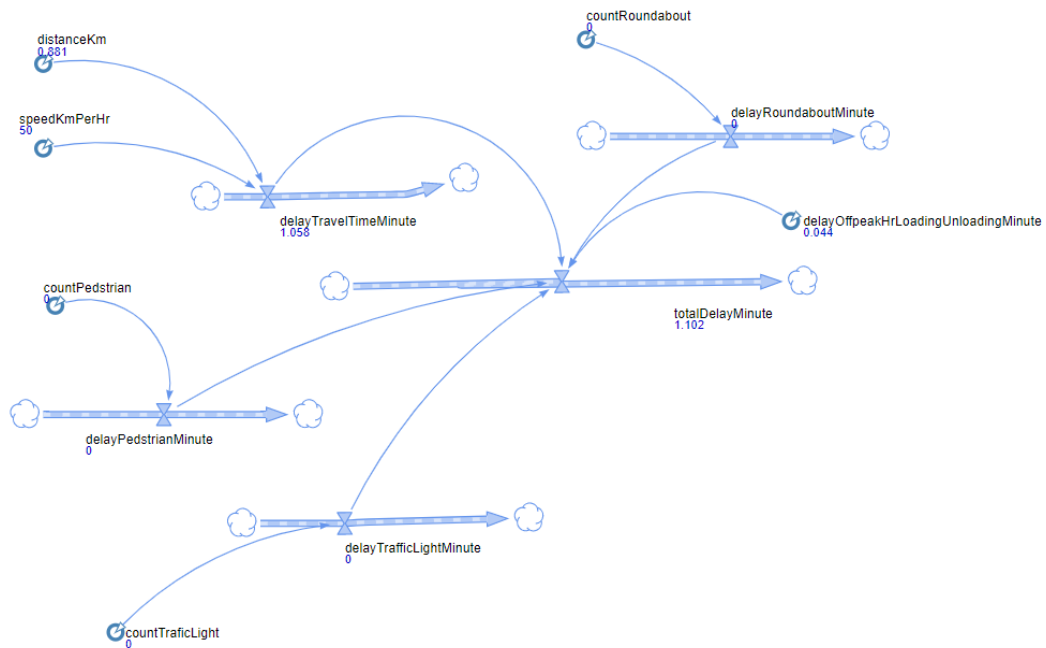 countRoundabout
0
distanceKm
0.881
speedKmPerHr
50
delayRoundaboutMinute
0
delayTravelTimeMinute
1.058
delayOffpeakHrLoadingUnloadingMinute
0.044
countPedstrian
0
totalDelayMinute
1.102
delayPedstrianMinute
0
delayTrafficLightMinute
0
countTraficLight
0